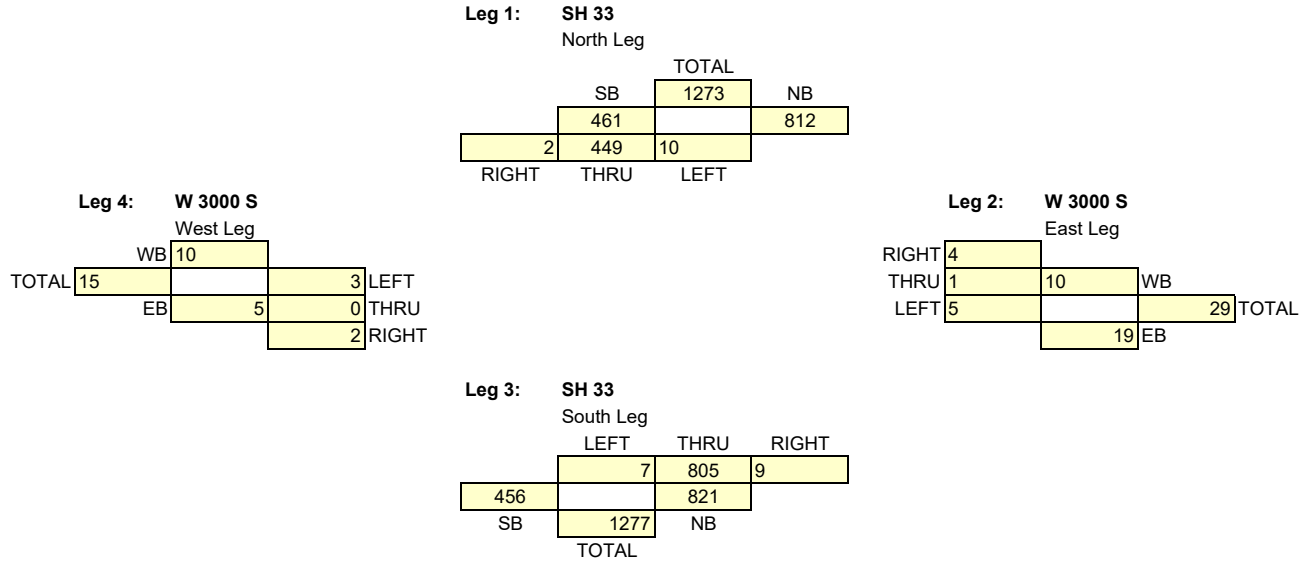 Leg 1: SH 33
North Leg
TOTAL
SB 1273 NB
461 812
2 449 10
RIGHT THRU LEFT
Leg 4: W 3000 S
West Leg
WB 10
TOTAL 15 3 LEFT
EB 5 0 THRU
2 RIGHT
Leg 2: W 3000 S
East Leg
RIGHT 4
THRU 1 10 WB
LEFT 5 29 TOTAL
19 EB
Leg 3: SH 33
South Leg
LEFT THRU RIGHT
7 805 9
456 821
SB 1277 NB
TOTAL